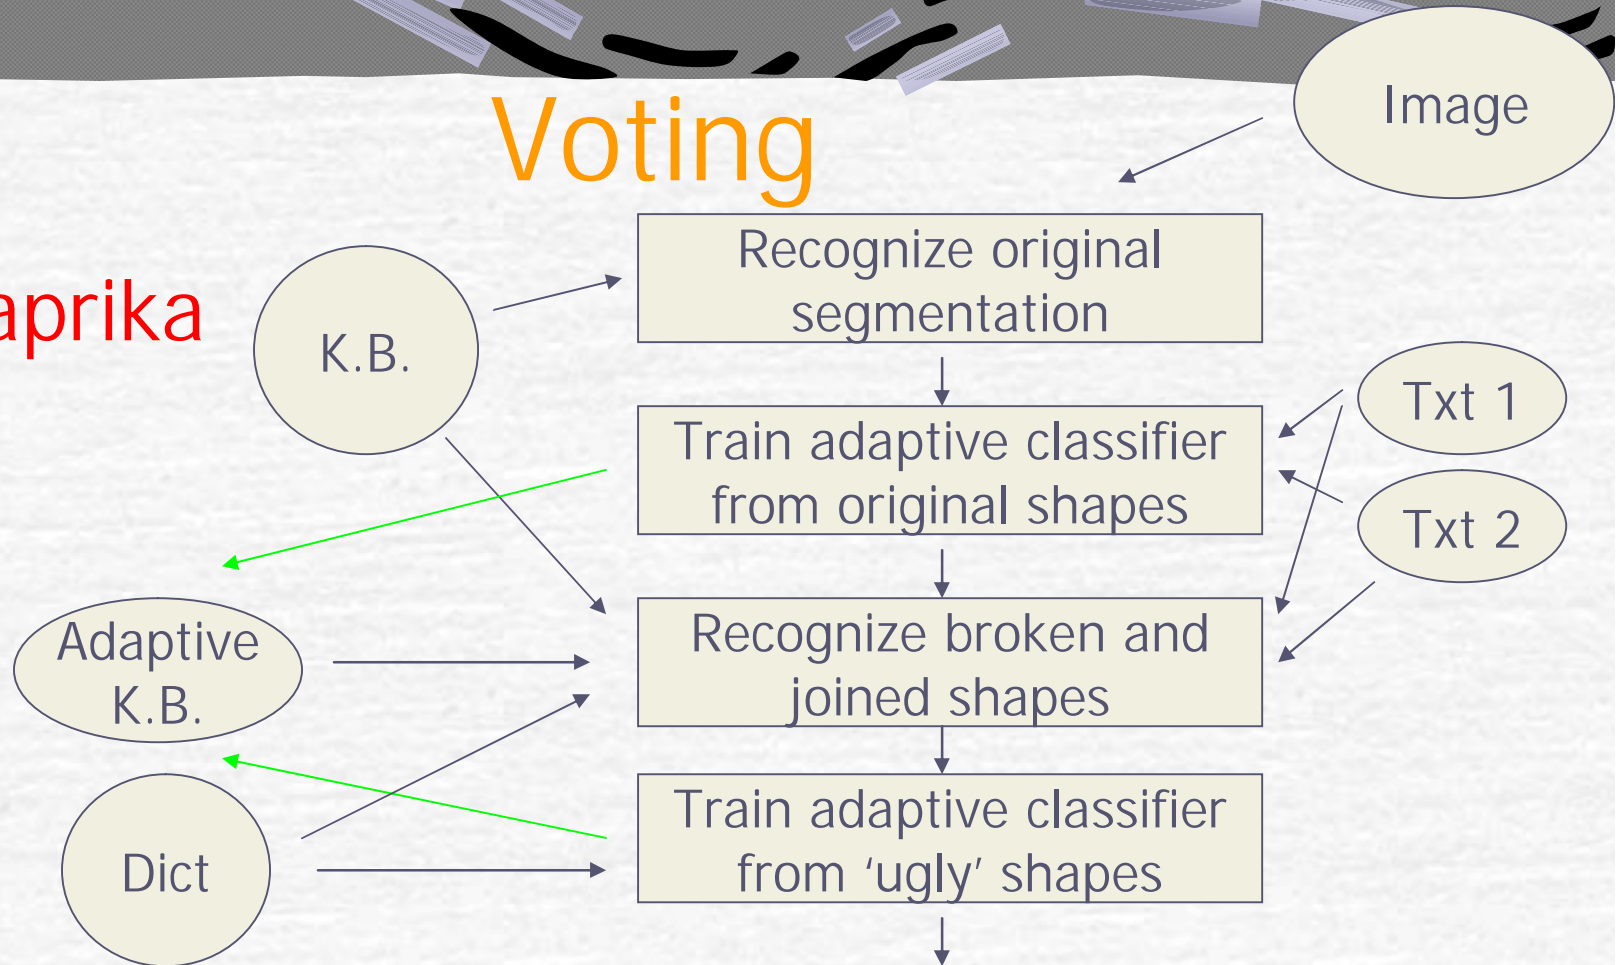 Voting
Image
Recognize original
segmentation
aprika
K.B.
Txt 1
Train adaptive classifier
from original shapes
Txt 2
Recognize broken and
joined shapes
Adaptive
K.B.
Train adaptive classifier
from ‘ugly’ shapes
Dict